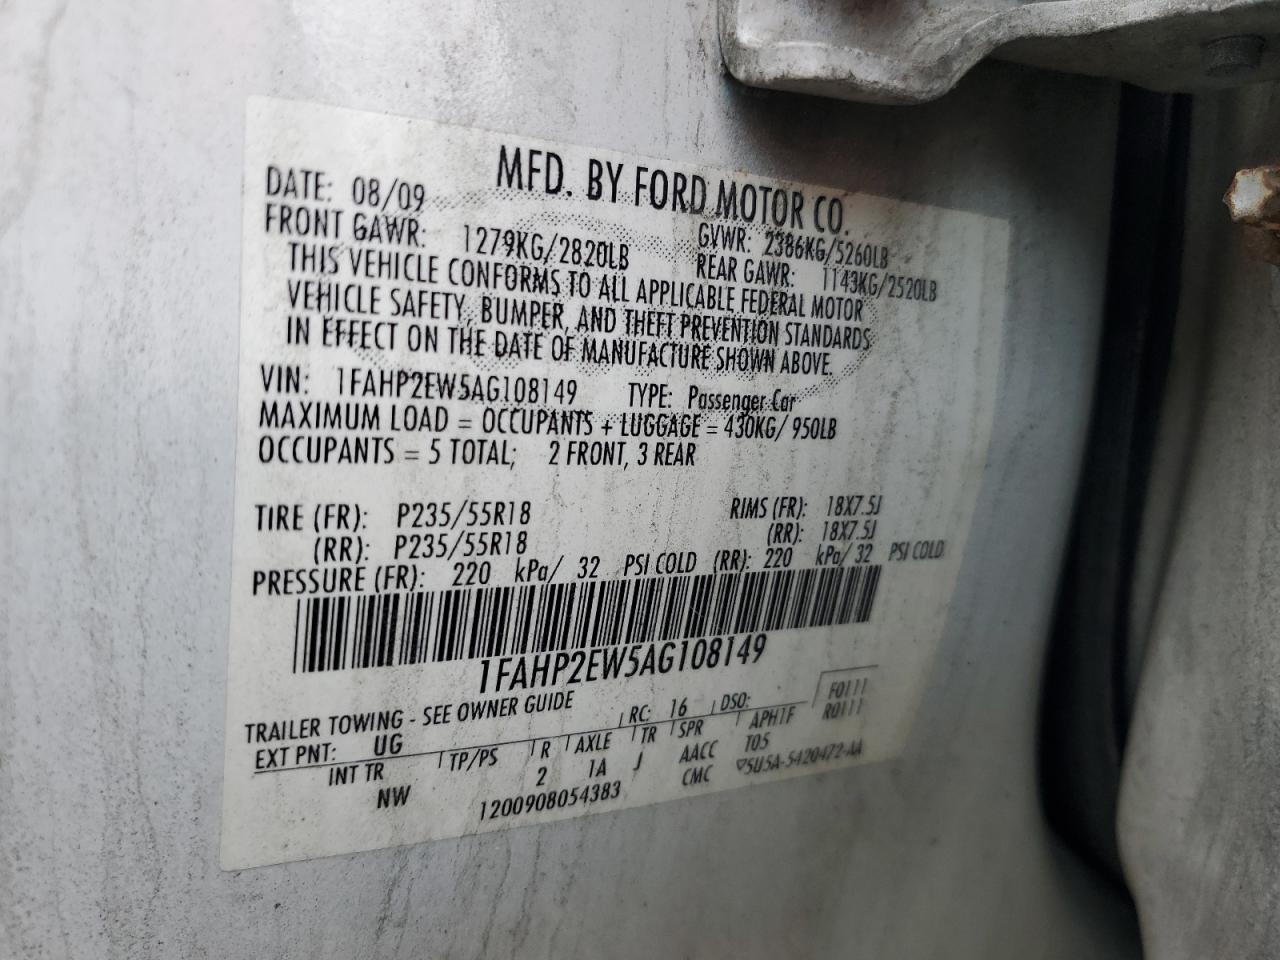 MFD. BY FORD MOTOR CO.
DATE: 08/09 GVWR: 2386KG/5260LB
FRONT GAWR: 1279KG/2820LB REAR GAWR: 1143KG/2520LB
THIS VEHICLE CONFORMS TO ALL APPLICABLE FEDERAL MOTOR
VEHICLE SAFETY, BUMPER, AND THEFT PREVENTION STANDARDS
IN EFFECT ON THE DATE OF MANUFACTURE SHOWN ABOVE.
VIN: 1FAHP2EW5AG108149 TYPE: Passenger Car
MAXIMUM LOAD = OCCUPANTS + LUGGAGE = 430KG/950LB
OCCUPANTS = 5 TOTAL; 2 FRONT, 3 REAR
TIRE (FR): P235/55R18 RIMS (FR): 18X7.5J
(RR): P235/55R18 (RR): 18X7.5J
PRESSURE (FR): 220 kPa/ 32 PSI COLD (RR): 220 kPa/ 32 PSI COLD
1FAHP2EW5AG108149
TRAILER TOWING - SEE OWNER GUIDE
EXT PNT: UG RC: 16 DSO: F0111
R0111
INT TR TP/PS R AXLE TR SPR APH1F
NW 2 1A J AACC T05
1200908054383 CMC 5U5A-5420472-AA